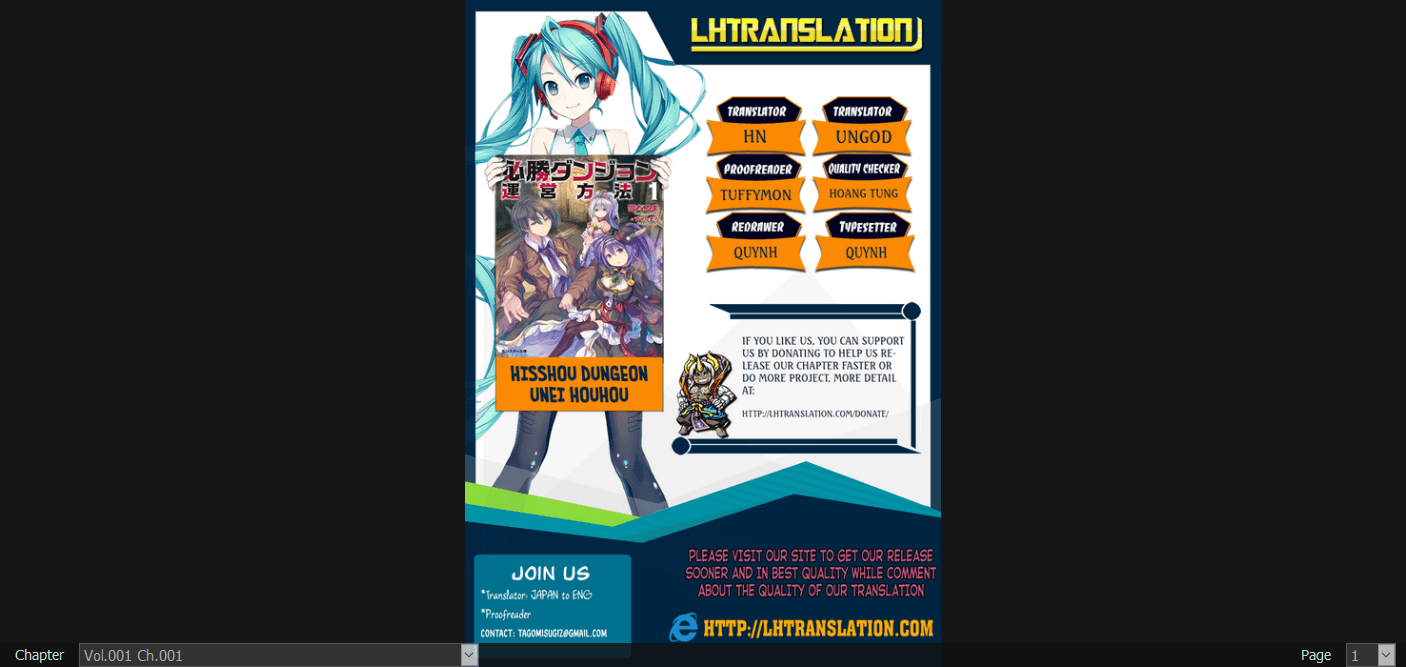 LHTRANSLATION
TRANSLATOR
HN
TRANSLATOR
UNGOD
PROOFREADER
TUFFYMON
QUALITY CHECKER
HOANG TUNG
REDRAWER
QUYNH
TYPESETTER
QUYNH
必勝ダンジョン
運営方法 1
HISSHOU DUNGEON
UNEI HOUHOU
IF YOU LIKE US, YOU CAN SUPPORT
US BY DONATING TO HELP US RE-
LEASE OUR CHAPTER FASTER OR
DO MORE PROJECT, MORE DETAIL
AT:
HTTP://LHTRANSLATION.COM/DONATE/
JOIN US
*Translator: JAPAN to ENG
*Proofreader
CONTACT: TAGOMISUGI2@GMAIL.COM
PLEASE VISIT OUR SITE TO GET OUR RELEASE
SOONER AND IN BEST QUALITY WHILE COMMENT
ABOUT THE QUALITY OF OUR TRANSLATION
HTTP://LHTRANSLATION.COM
Chapter Vol.001 Ch.001 Page 1